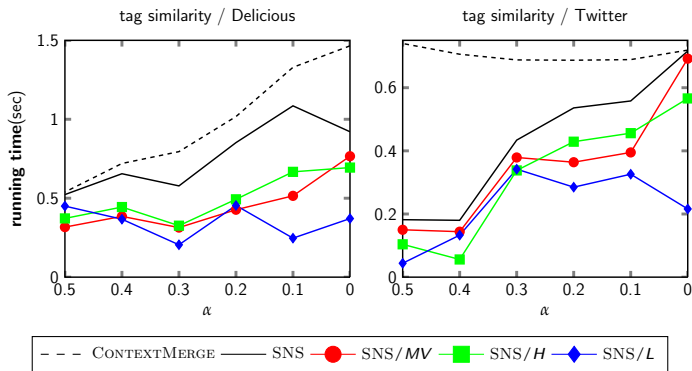 tag similarity / Delicious
tag similarity / Twitter
running time(sec)
1.5
1
0.5
0
0.5 0.4 0.3 0.2 0.1 0
α
0.6
0.4
0.2
0
0.5 0.4 0.3 0.2 0.1 0
α
CONTEXTMERGE SNS SNS/MV SNS/H SNS/L